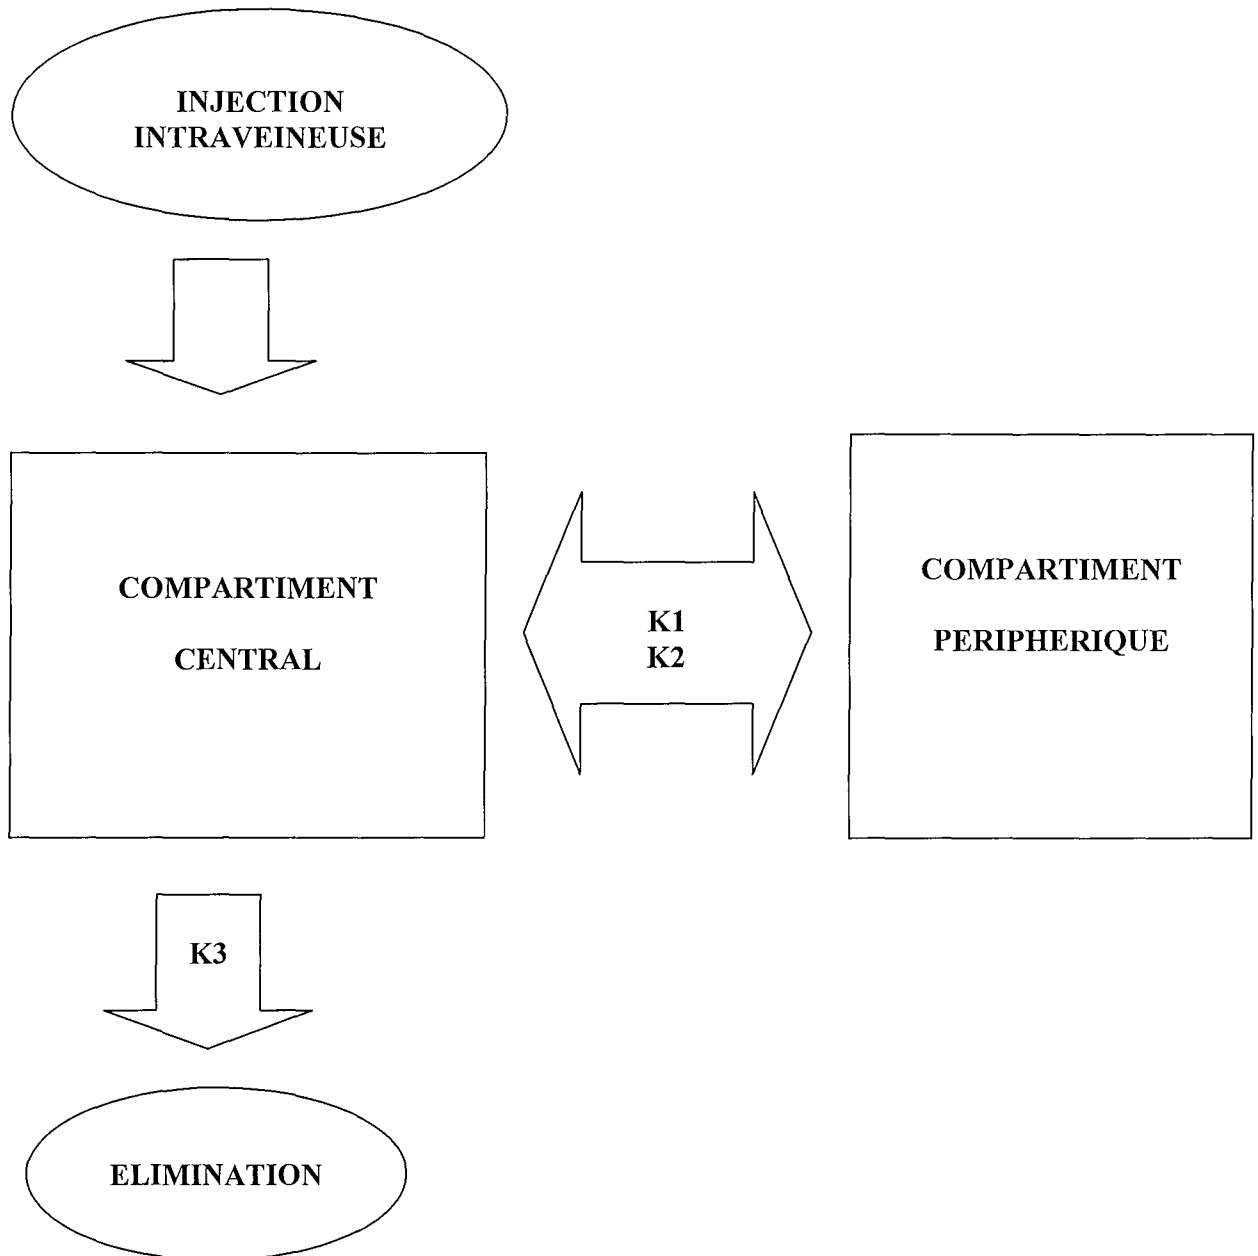 INJECTION
INTRAVEINEUSE
COMPARTIMENT
CENTRAL
K1
K2
COMPARTIMENT
PERIPHERIQUE
K3
ELIMINATION